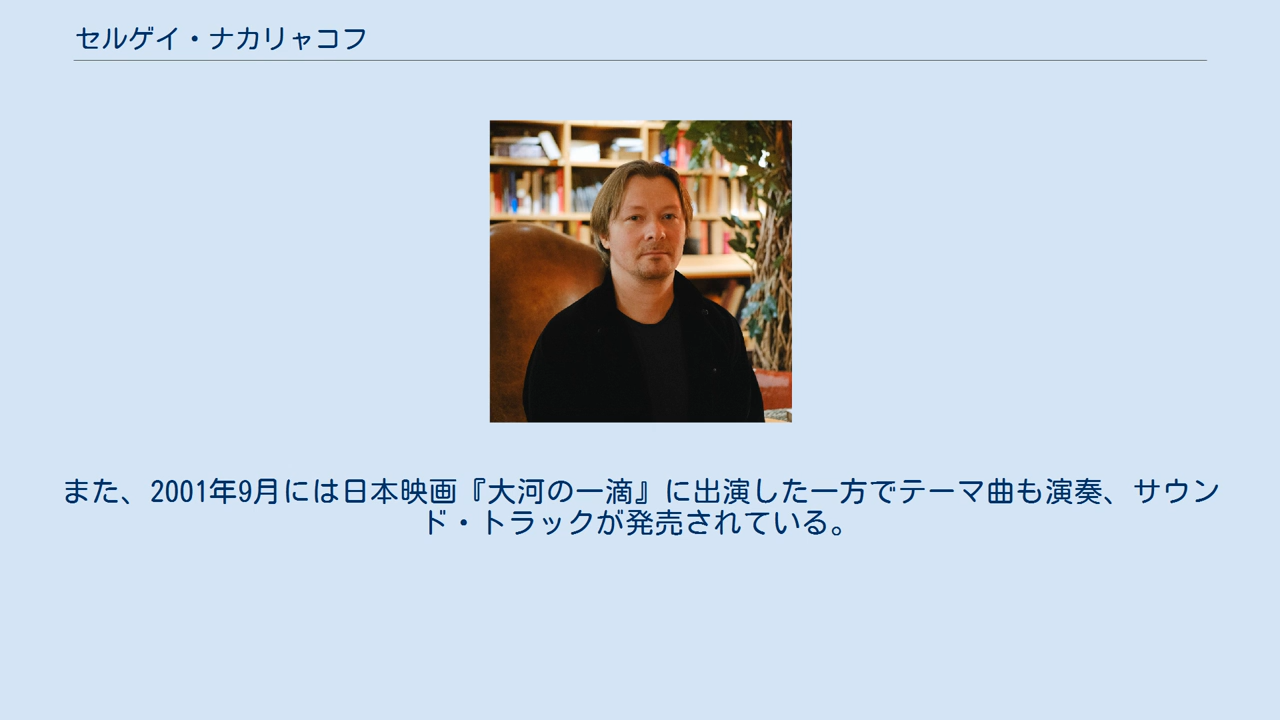 セルゲイ・ナカリャコフ
また、2001年9月には日本映画『大河の一滴』に出演した一方でテーマ曲も演奏、サウン
ド・トラックが発売されている。